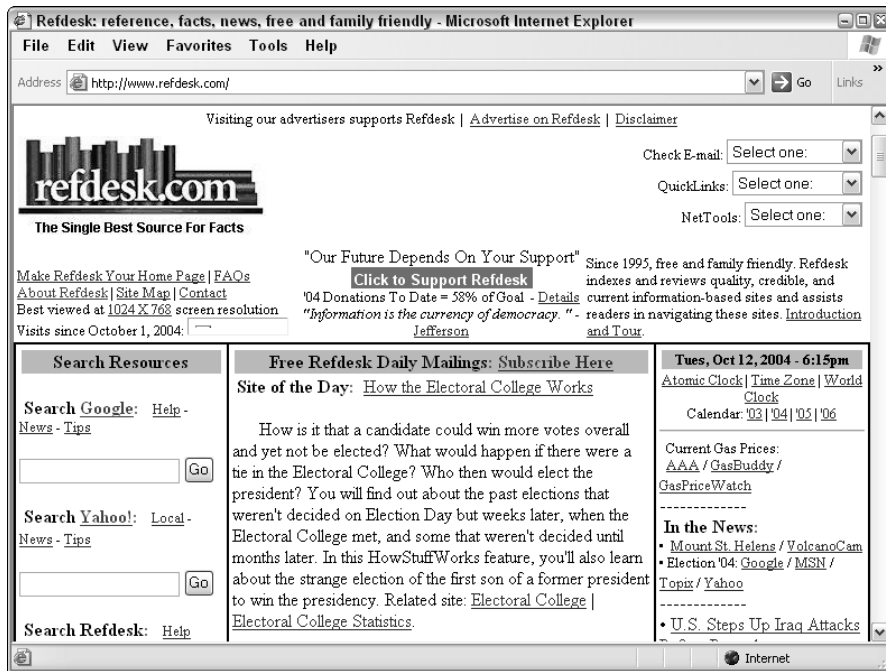 Refdesk: reference, facts, news, free and family friendly - Microsoft Internet Explorer
File Edit View Favorites Tools Help
Address http://www.refdesk.com/ Go Links »
Visiting our advertisers supports Refdesk | Advertise on Refdesk | Disclaimer
refdesk.com
The Single Best Source For Facts
Check E-mail: Select one:
QuickLinks: Select one:
NetTools: Select one:
Make Refdesk Your Home Page | FAQs
About Refdesk | Site Map | Contact
Best viewed at 1024 X 768 screen resolution
Visits since October 1, 2004:
"Our Future Depends On Your Support"
Click to Support Refdesk
'04 Donations To Date = 58% of Goal - Details
"Information is the currency of democracy. " -
Jefferson
Since 1995, free and family friendly. Refdesk
indexes and reviews quality, credible, and
current information-based sites and assists
readers in navigating these sites. Introduction
and Tour.
Search Resources
Search Google: Help -
News - Tips
Go
Search Yahoo!: Local -
News - Tips
Go
Search Refdesk: Help
Free Refdesk Daily Mailings: Subscribe Here
Site of the Day: How the Electoral College Works
How is it that a candidate could win more votes overall
and yet not be elected? What would happen if there were a
tie in the Electoral College? Who then would elect the
president? You will find out about the past elections that
weren't decided on Election Day but weeks later, when the
Electoral College met, and some that weren't decided until
months later. In this HowStuffWorks feature, you'll also learn
about the strange election of the first son of a former president
to win the presidency. Related site: Electoral College |
Electoral College Statistics.
Tues, Oct 12, 2004 - 6:15pm
Atomic Clock | Time Zone | World
Clock
Calendar: '03 | '04 | '05 | '06
Current Gas Prices:
AAA / GasBuddy /
GasPriceWatch
-------------
In the News:
• Mount St. Helens / VolcanoCam
• Election '04: Google / MSN /
Topix / Yahoo
-------------
• U.S. Steps Up Iraq Attacks
Internet